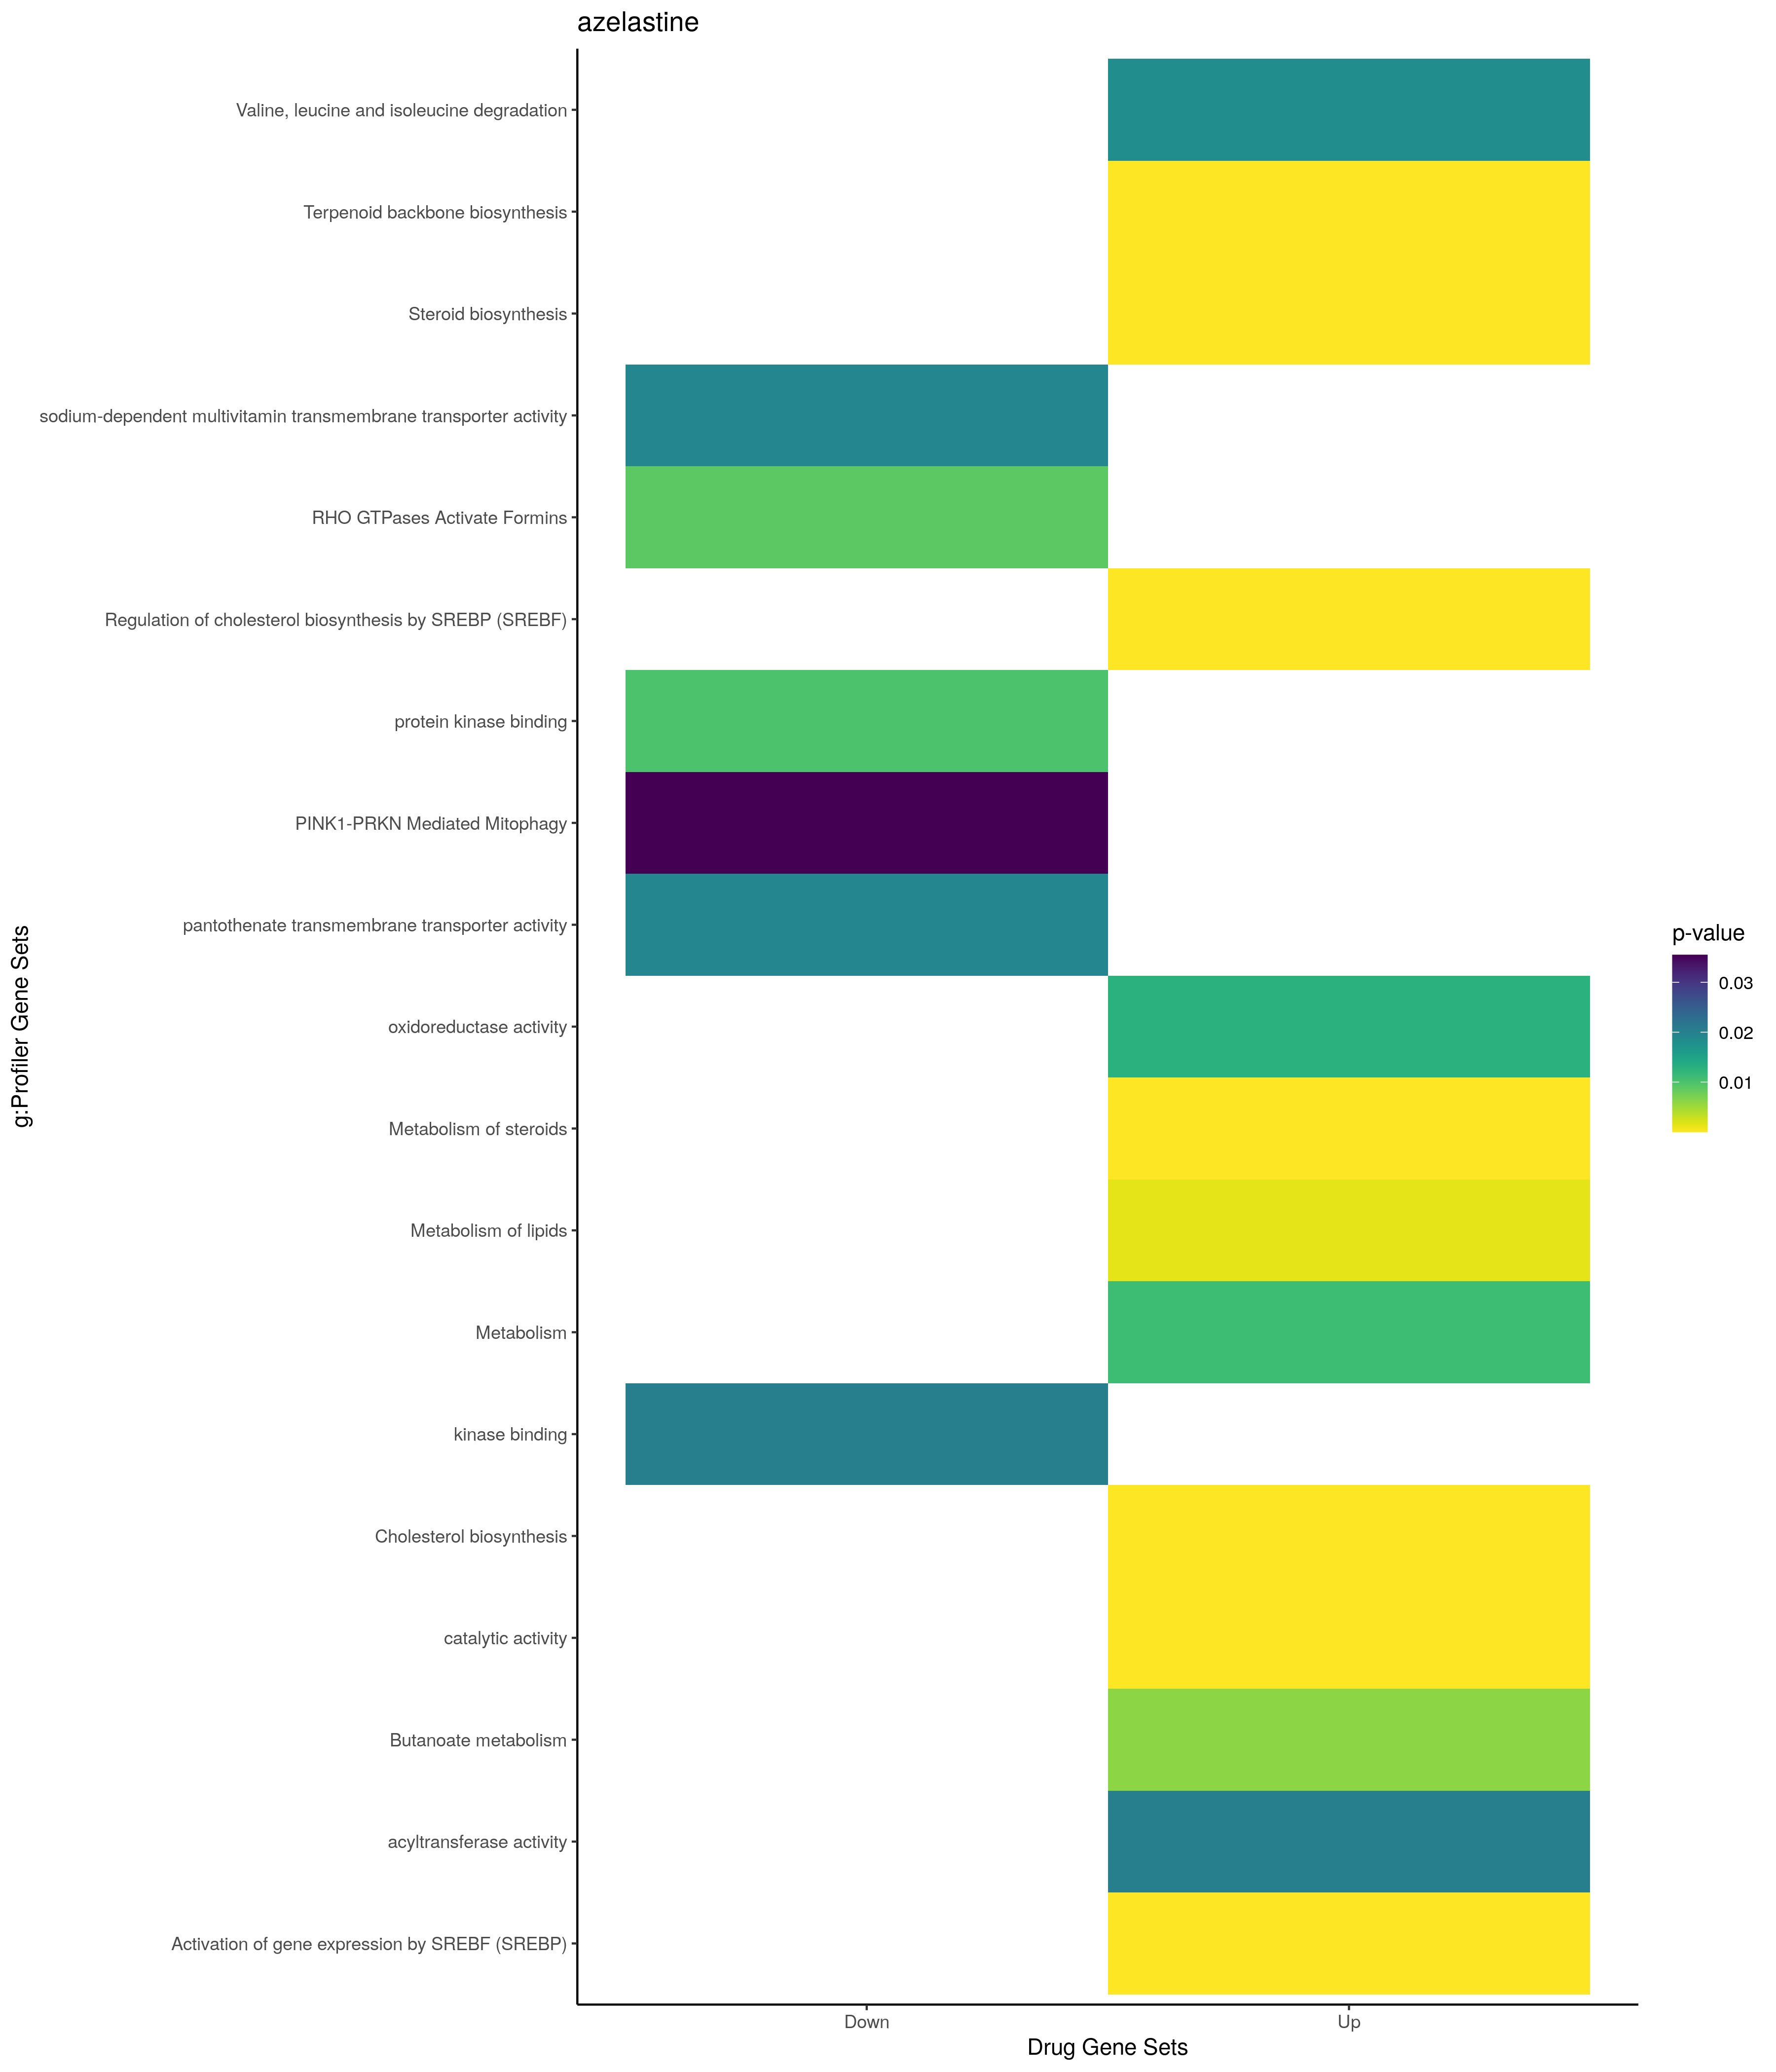 azelastine
Valine, leucine and isoleucine degradation
Terpenoid backbone biosynthesis
Steroid biosynthesis
sodium-dependent multivitamin transmembrane transporter activity
RHO GTPases Activate Formins
Regulation of cholesterol biosynthesis by SREBP (SREBF)
protein kinase binding
PINK1-PRKN Mediated Mitophagy
pantothenate transmembrane transporter activity
oxidoreductase activity
Metabolism of steroids
Metabolism of lipids
Metabolism
kinase binding
Cholesterol biosynthesis
catalytic activity
Butanoate metabolism
acyltransferase activity
Activation of gene expression by SREBF (SREBP)
g:Profiler Gene Sets
Down
Up
Drug Gene Sets
p-value
0.03
0.02
0.01